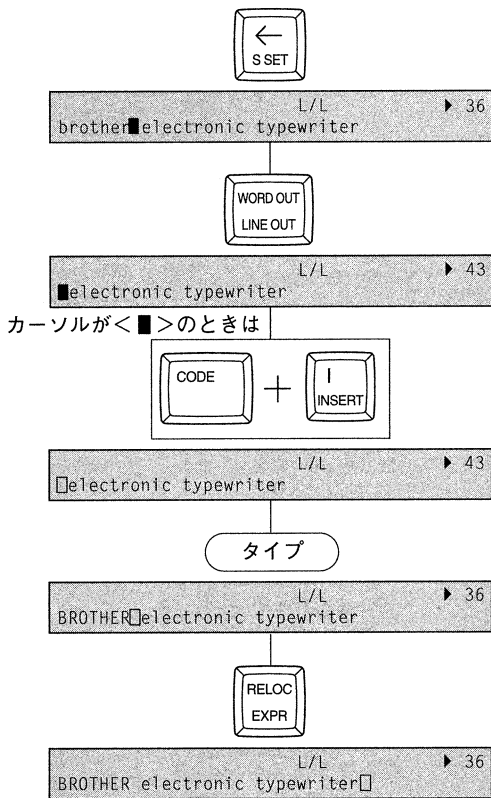 ←
S SET
L/L ▶ 36
brother■electronic typewriter
WORD OUT
LINE OUT
L/L ▶ 43
■electronic typewriter
カーソルが<■>のときは
CODE + I
INSERT
L/L ▶ 43
▯electronic typewriter
タイプ
L/L ▶ 36
BROTHER▯electronic typewriter
RELOC
EXPR
L/L ▶ 36
BROTHER electronic typewriter▯